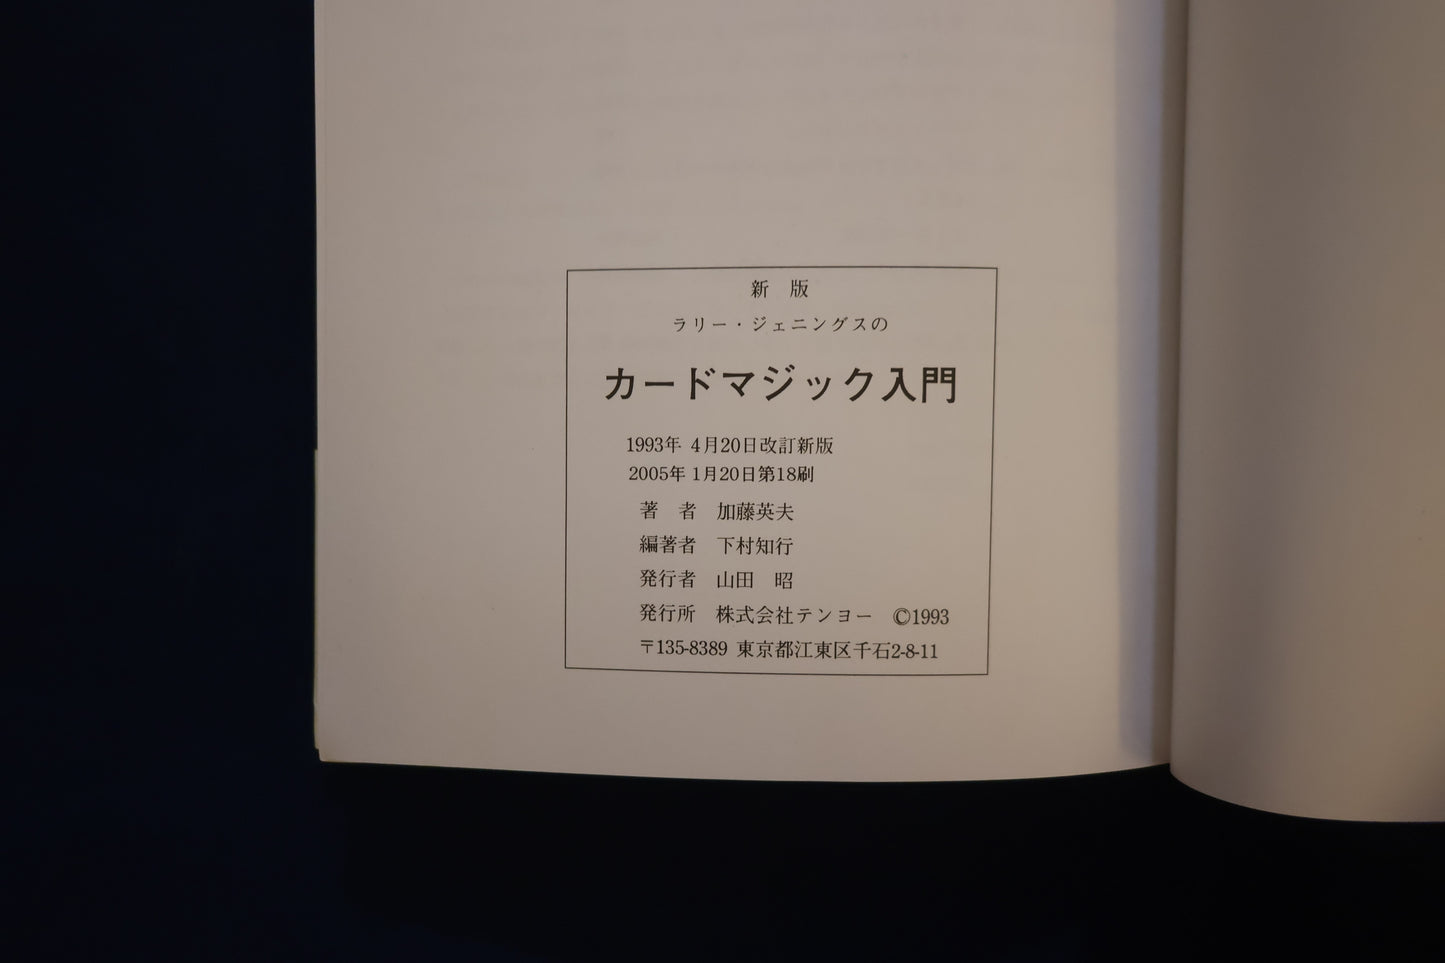 新　版
ラリー・ジェニングスの
カードマジック入門
1993年 4月20日改訂新版
2005年 1月20日第18刷
著　者　加藤英夫
編著者　下村知行
発行者　山田　昭
発行所　株式会社テンヨー　©1993
〒135-8389 東京都江東区千石2-8-11